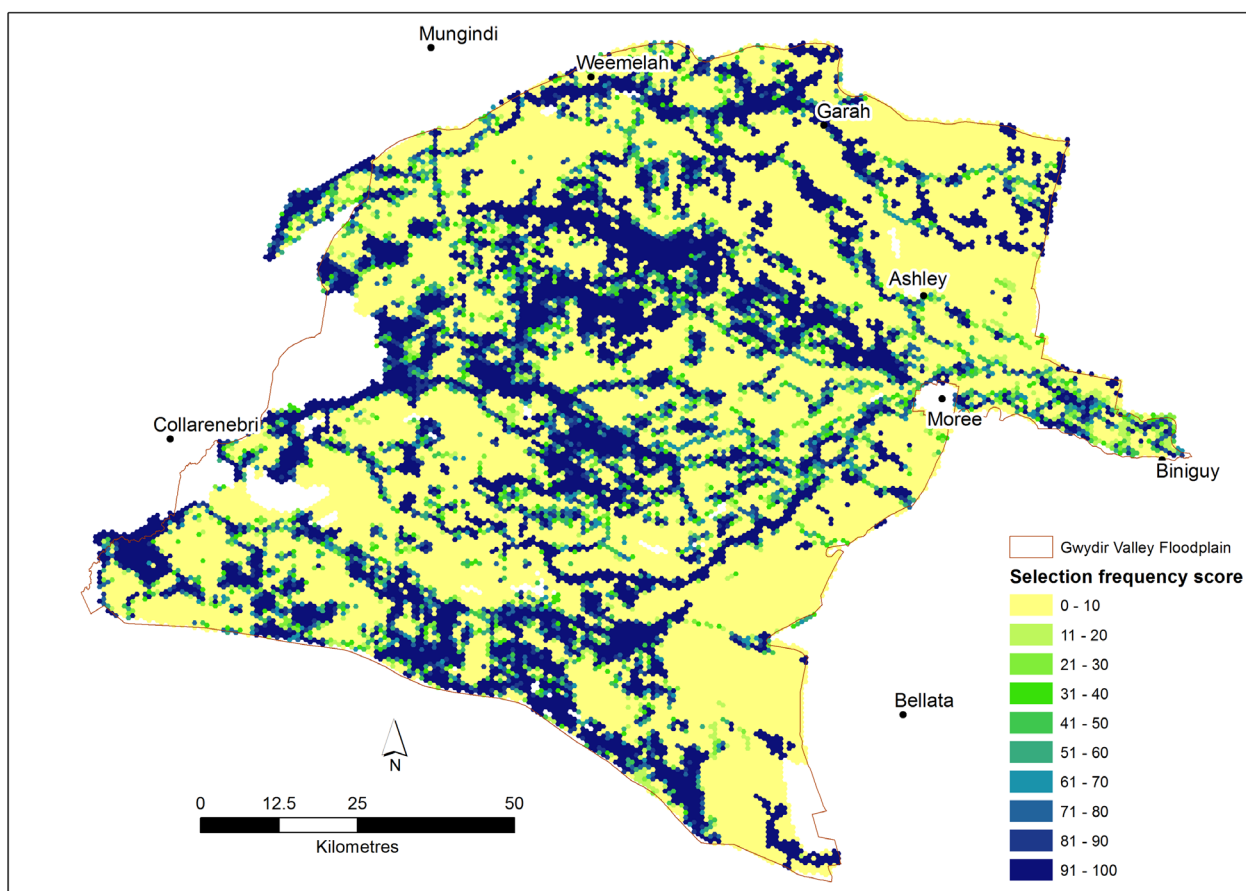 Mungindi
Weemelah
Garah
Ashley
Moree
Collarenebri
Biniguy
Bellata
N
0 12.5 25 50
Kilometres
Gwydir Valley Floodplain
Selection frequency score
0 - 10
11 - 20
21 - 30
31 - 40
41 - 50
51 - 60
61 - 70
71 - 80
81 - 90
91 - 100